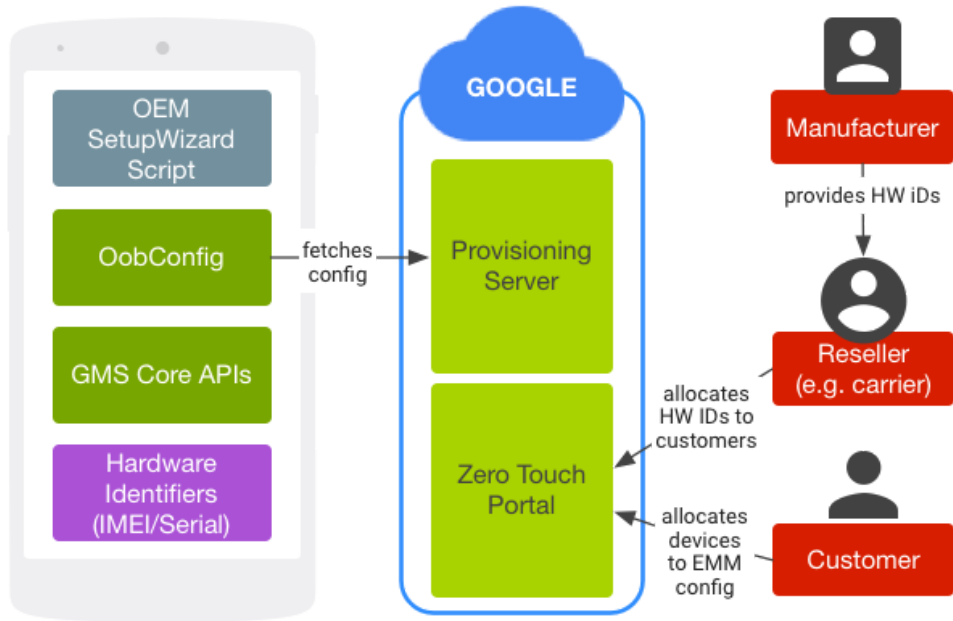 OEM
SetupWizard
Script
OobConfig
GMS Core APIs
Hardware
Identifiers
(IMEI/Serial)
fetches
config
GOOGLE
Provisioning
Server
Zero Touch
Portal
Manufacturer
provides HW iDs
Reseller
(e.g. carrier)
allocates
HW IDs to
customers
allocates
devices
to EMM
config
Customer